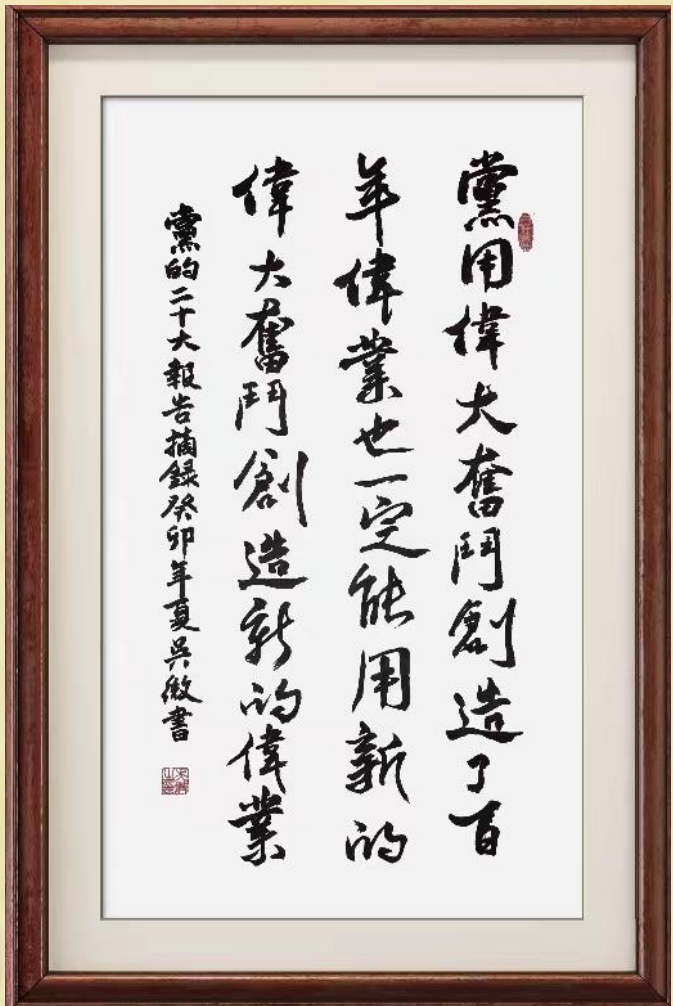 黨用偉大奮鬥創造了百
年偉業也一定能用新的
偉大奮鬥創造新的偉業
黨的二十大報告摘録癸卯年夏吳微書